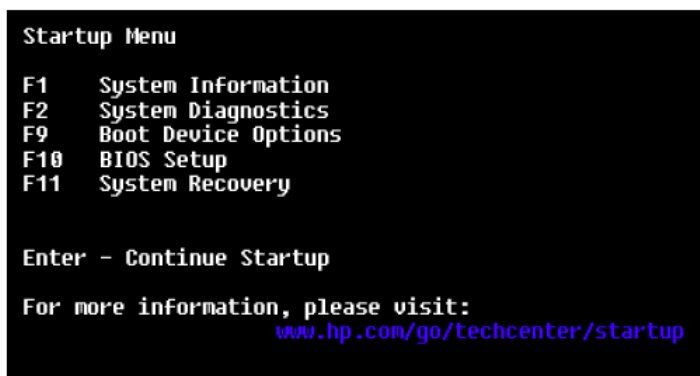 Startup Menu
F1 System Information
F2 System Diagnostics
F9 Boot Device Options
F10 BIOS Setup
F11 System Recovery
Enter - Continue Startup
For more information, please visit:
www.hp.com/go/techcenter/startup